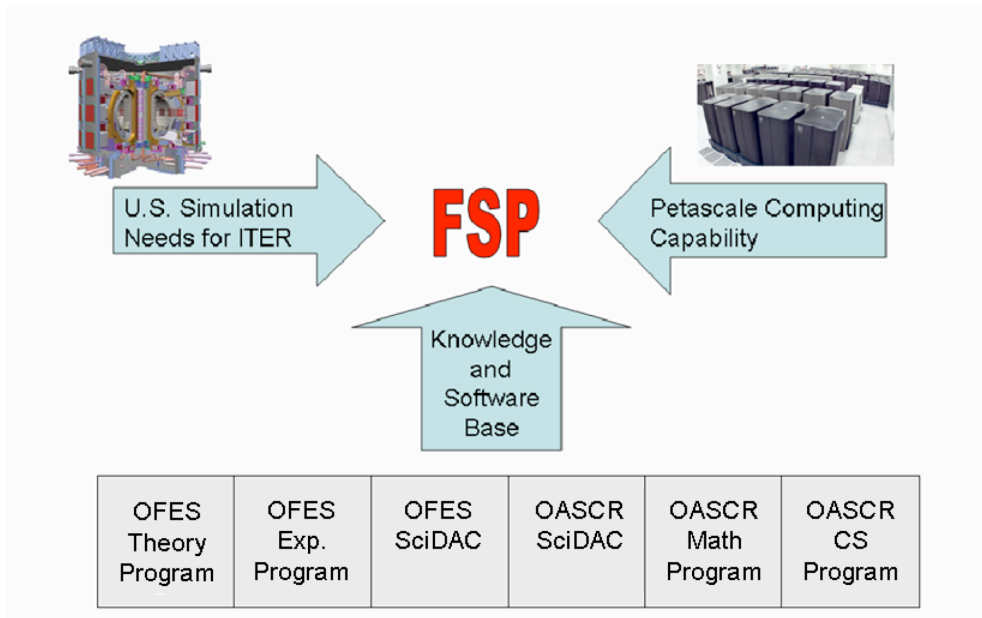 U.S. Simulation
Needs for ITER
FSP
Petascale Computing
Capability
Knowledge
and
Software
Base
OFES
Theory
Program
OFES
Exp.
Program
OFES
SciDAC
OASCR
SciDAC
OASCR
Math
Program
OASCR
CS
Program